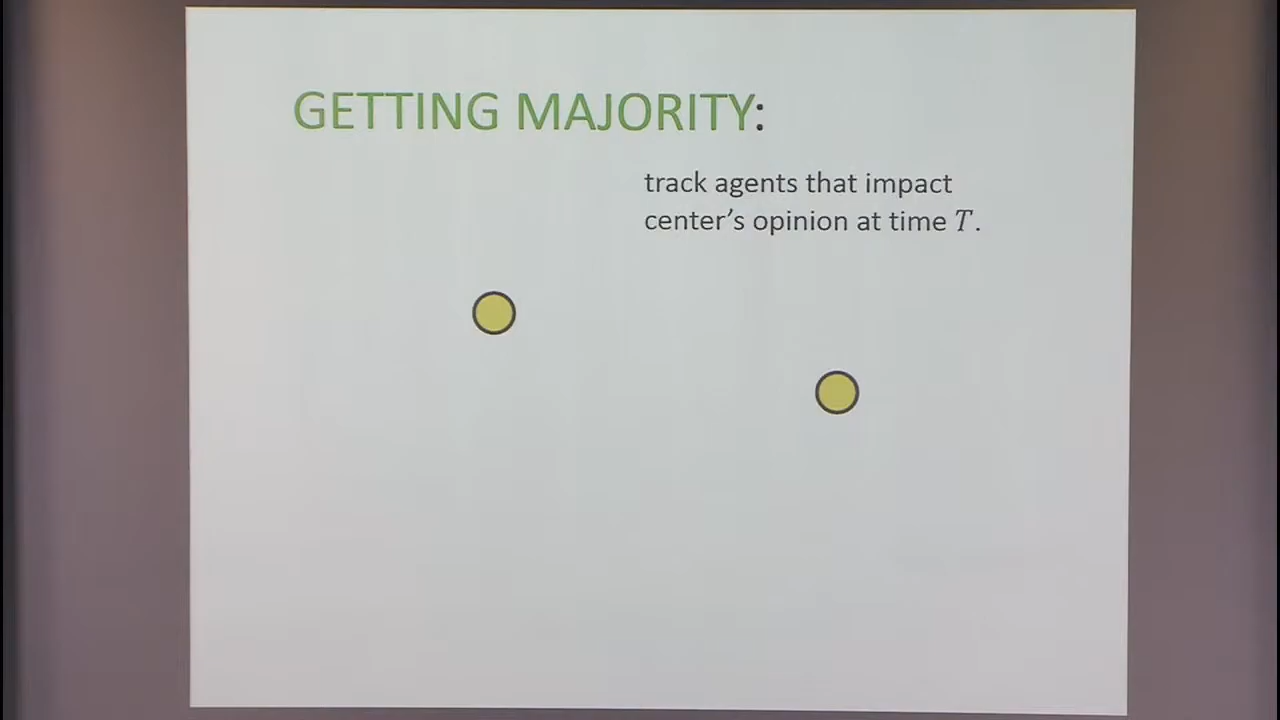 GETTING MAJORITY:
track agents that impact
center’s opinion at time T.